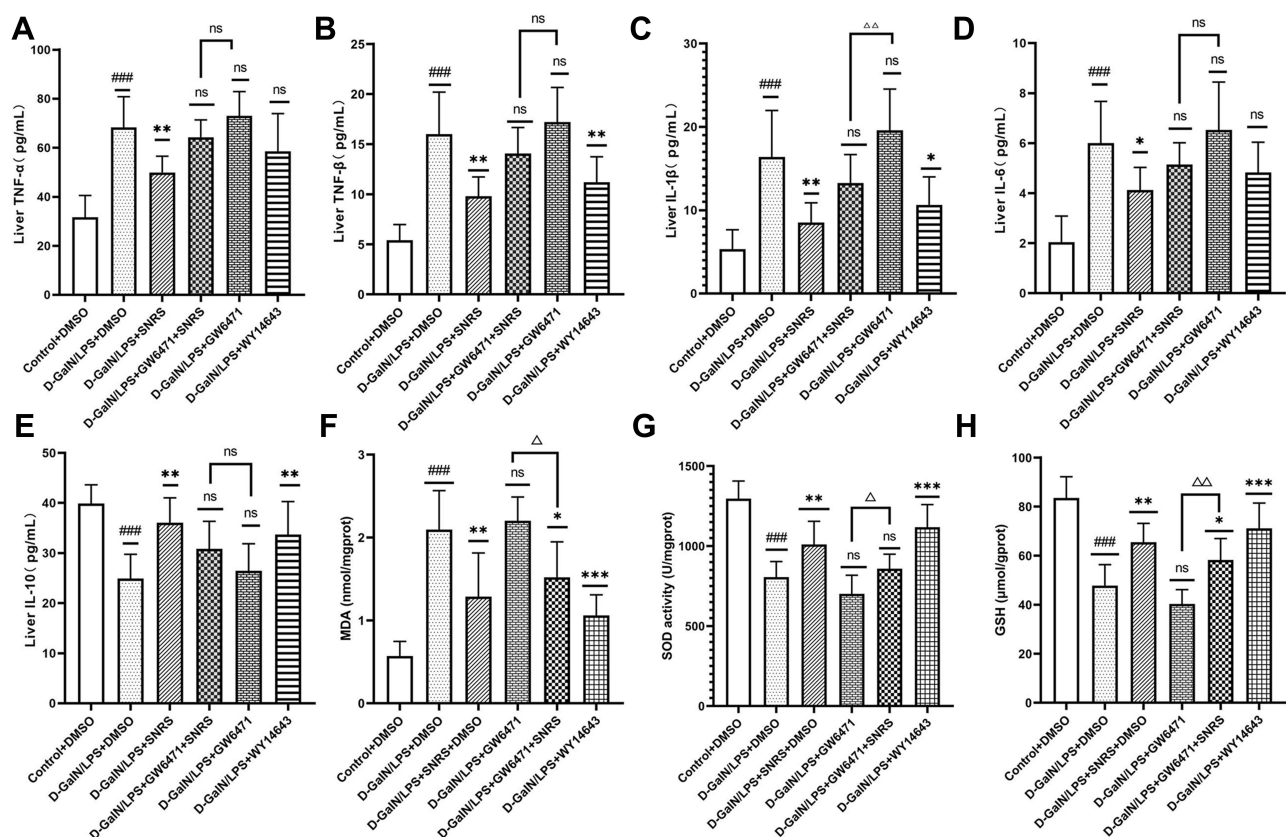 A
ns
###
**
ns
ns
ns
Liver TNF-α( pg/mL)
100
80
60
40
20
0
Control+DMSO
D-GalN/LPS+DMSO
D-GalN/LPS+SNRS
D-GalN/LPS+GW6471+SNRS
D-GalN/LPS+GW6471
D-GalN/LPS+WY14643
B
ns
###
**
ns
ns
**
Liver TNF-β( pg/mL)
25
20
15
10
5
0
Control+DMSO
D-GalN/LPS+DMSO
D-GalN/LPS+SNRS
D-GalN/LPS+GW6471+SNRS
D-GalN/LPS+GW6471
D-GalN/LPS+WY14643
C
△△
###
**
ns
ns
*
Liver IL-1β( pg/mL)
30
20
10
0
Control+DMSO
D-GalN/LPS+DMSO
D-GalN/LPS+SNRS
D-GalN/LPS+GW6471+SNRS
D-GalN/LPS+GW6471
D-GalN/LPS+WY14643
D
ns
###
*
ns
ns
ns
Liver IL-6( pg/mL)
10
8
6
4
2
0
Control+DMSO
D-GalN/LPS+DMSO
D-GalN/LPS+SNRS
D-GalN/LPS+GW6471+SNRS
D-GalN/LPS+GW6471
D-GalN/LPS+WY14643
E
ns
###
**
ns
ns
**
Liver IL-10( pg/mL)
50
40
30
20
10
0
Control+DMSO
D-GalN/LPS+DMSO
D-GalN/LPS+SNRS
D-GalN/LPS+GW6471+SNRS
D-GalN/LPS+GW6471
D-GalN/LPS+WY14643
F
△
###
**
ns
*
***
MDA (nmol/mgprot)
3
2
1
0
Control+DMSO
D-GalN/LPS+DMSO
D-GalN/LPS+SNRS+DMSO
D-GalN/LPS+GW6471
D-GalN/LPS+GW6471+SNRS
D-GalN/LPS+WY14643
G
△
###
**
ns
ns
***
SOD activity (U/mgprot)
1500
1000
500
0
Control+DMSO
D-GalN/LPS+DMSO
D-GalN/LPS+SNRS+DMSO
D-GalN/LPS+GW6471
D-GalN/LPS+GW6471+SNRS
D-GalN/LPS+WY14643
H
△△
###
**
ns
*
***
GSH (μmol/gprot)
100
80
60
40
20
0
Control+DMSO
D-GalN/LPS+DMSO
D-GalN/LPS+SNRS+DMSO
D-GalN/LPS+GW6471
D-GalN/LPS+GW6471+SNRS
D-GalN/LPS+WY14643